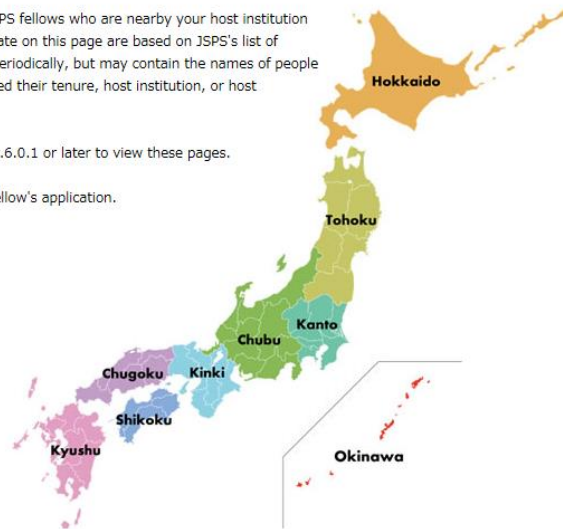 PS fellows who are nearby your host institution
ate on this page are based on JSPS's list of
eriodically, but may contain the names of people
ed their tenure, host institution, or host
.6.0.1 or later to view these pages.
ellow's application.
Hokkaido
Tohoku
Kanto
Chubu
Kinki
Chugoku
Shikoku
Kyushu
Okinawa